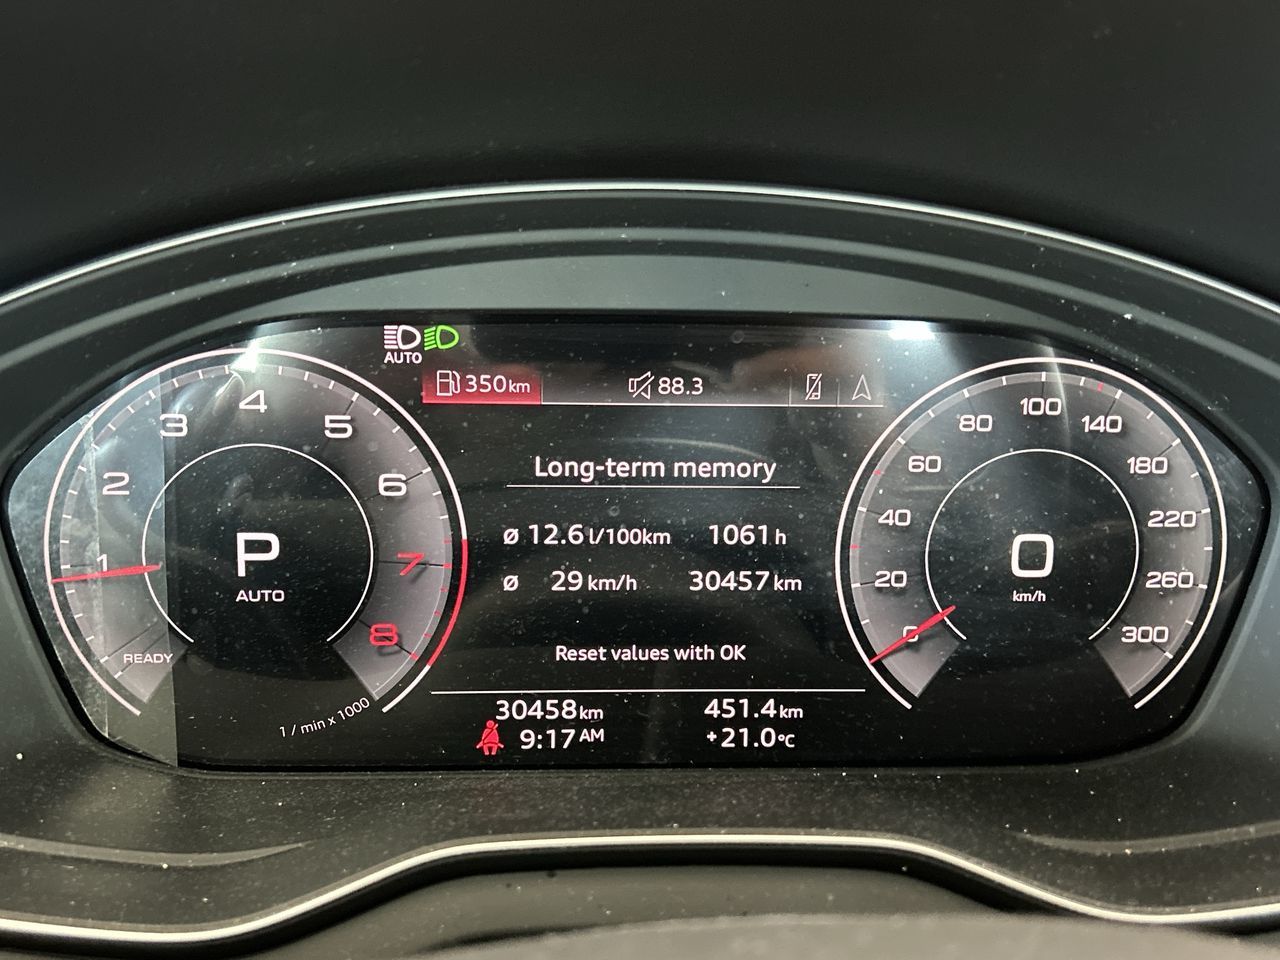 AUTO
350 km
88.3
1
2
3
4
5
6
7
8
P
AUTO
READY
1 / min x 1000
Long-term memory
ø 12.6 l/100km 1061 h
ø 29 km/h 30457 km
Reset values with OK
30458 km 451.4 km
9:17 AM +21.0 °C
0
20
40
60
80
100
140
180
220
260
300
0
km/h